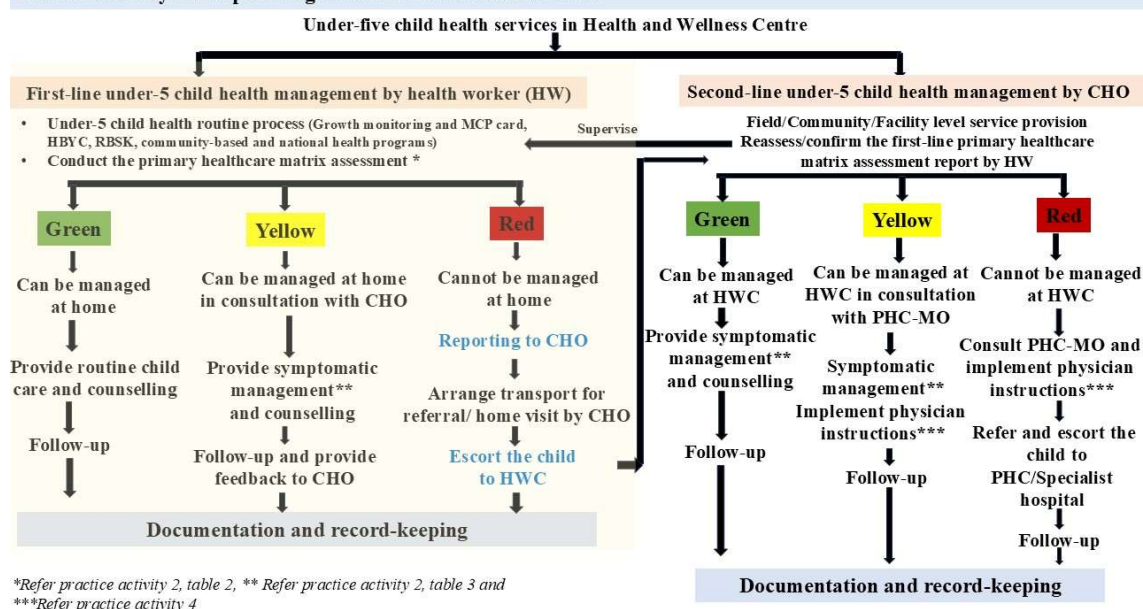 Under-five child health services in Health and Wellness Centre
First-line under-5 child health management by health worker (HW)
• Under-5 child health routine process (Growth monitoring and MCP card,
HBYC, RBSK, community-based and national health programs)
• Conduct the primary healthcare matrix assessment *
Green
Can be managed
at home
Provide routine child
care and counselling
Follow-up
Yellow
Can be managed at home
in consultation with CHO
Provide symptomatic
management**
and counselling
Follow-up and provide
feedback to CHO
Red
Cannot be managed
at home
Reporting to CHO
Arrange transport for
referral/ home visit by CHO
Escort the child
to HWC
Documentation and record-keeping
Supervise
Second-line under-5 child health management by CHO
Field/Community/Facility level service provision
Reassess/confirm the first-line primary healthcare
matrix assessment report by HW
Green
Can be managed
at HWC
Provide symptomatic
management**
and counselling
Follow-up
Yellow
Can be managed at
HWC in consultation
with PHC-MO
Symptomatic
management**
Implement physician
instructions***
Follow-up
Red
Cannot be managed
at HWC
Consult PHC-MO and
implement physician
instructions***
Refer and escort the
child to
PHC/Specialist
hospital
Follow-up
Documentation and record-keeping
*Refer practice activity 2, table 2, ** Refer practice activity 2, table 3 and
***Refer practice activity 4